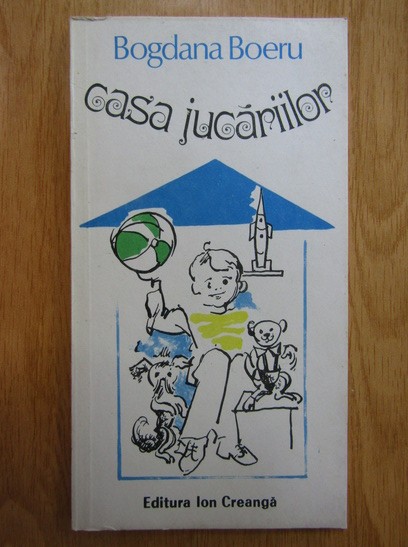 Bogdana Boeru
casa jucăriilor
Editura Ion Creangă